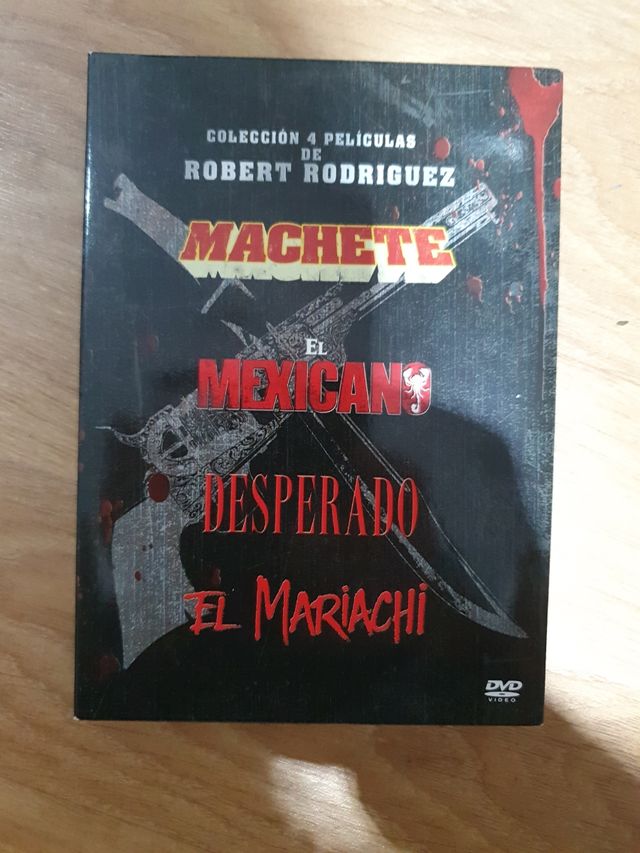 COLECCIÓN 4 PELÍCULAS
DE
ROBERT RODRIGUEZ
MACHETE
EL
MEXICANO
DESPERADO
EL MARIACHI
DVD
VIDEO